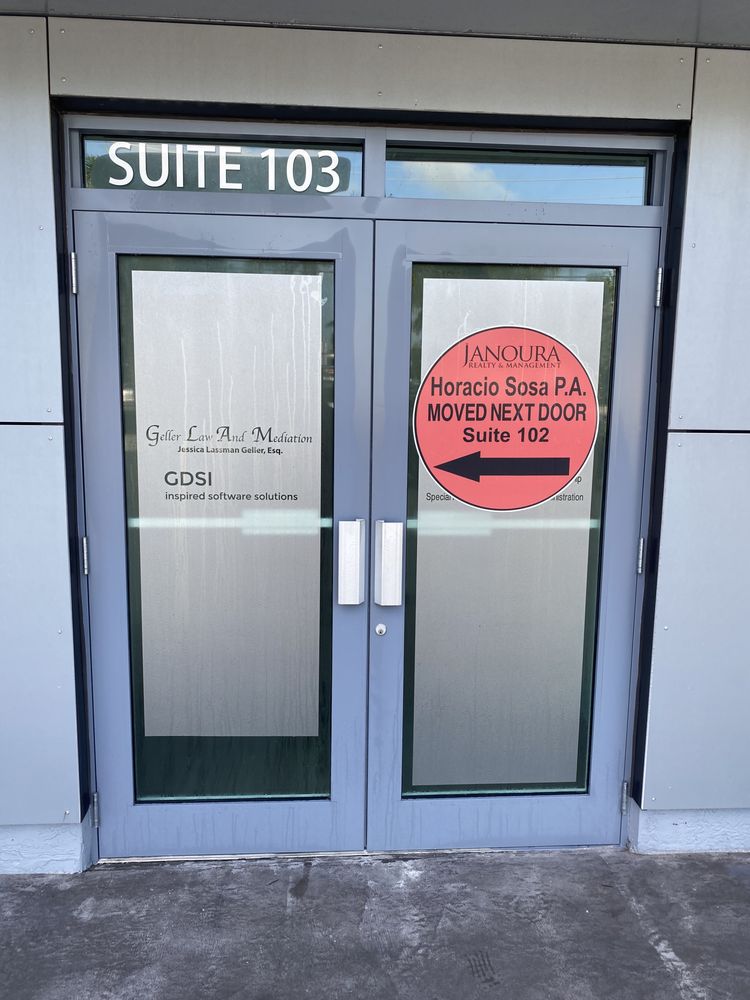 SUITE 103
Geller Law And Mediation
Jessica Lassman Geller, Esq.
GDSI
inspired software solutions
JANOURA
REALTY & MANAGEMENT
Horacio Sosa P.A.
MOVED NEXT DOOR
Suite 102